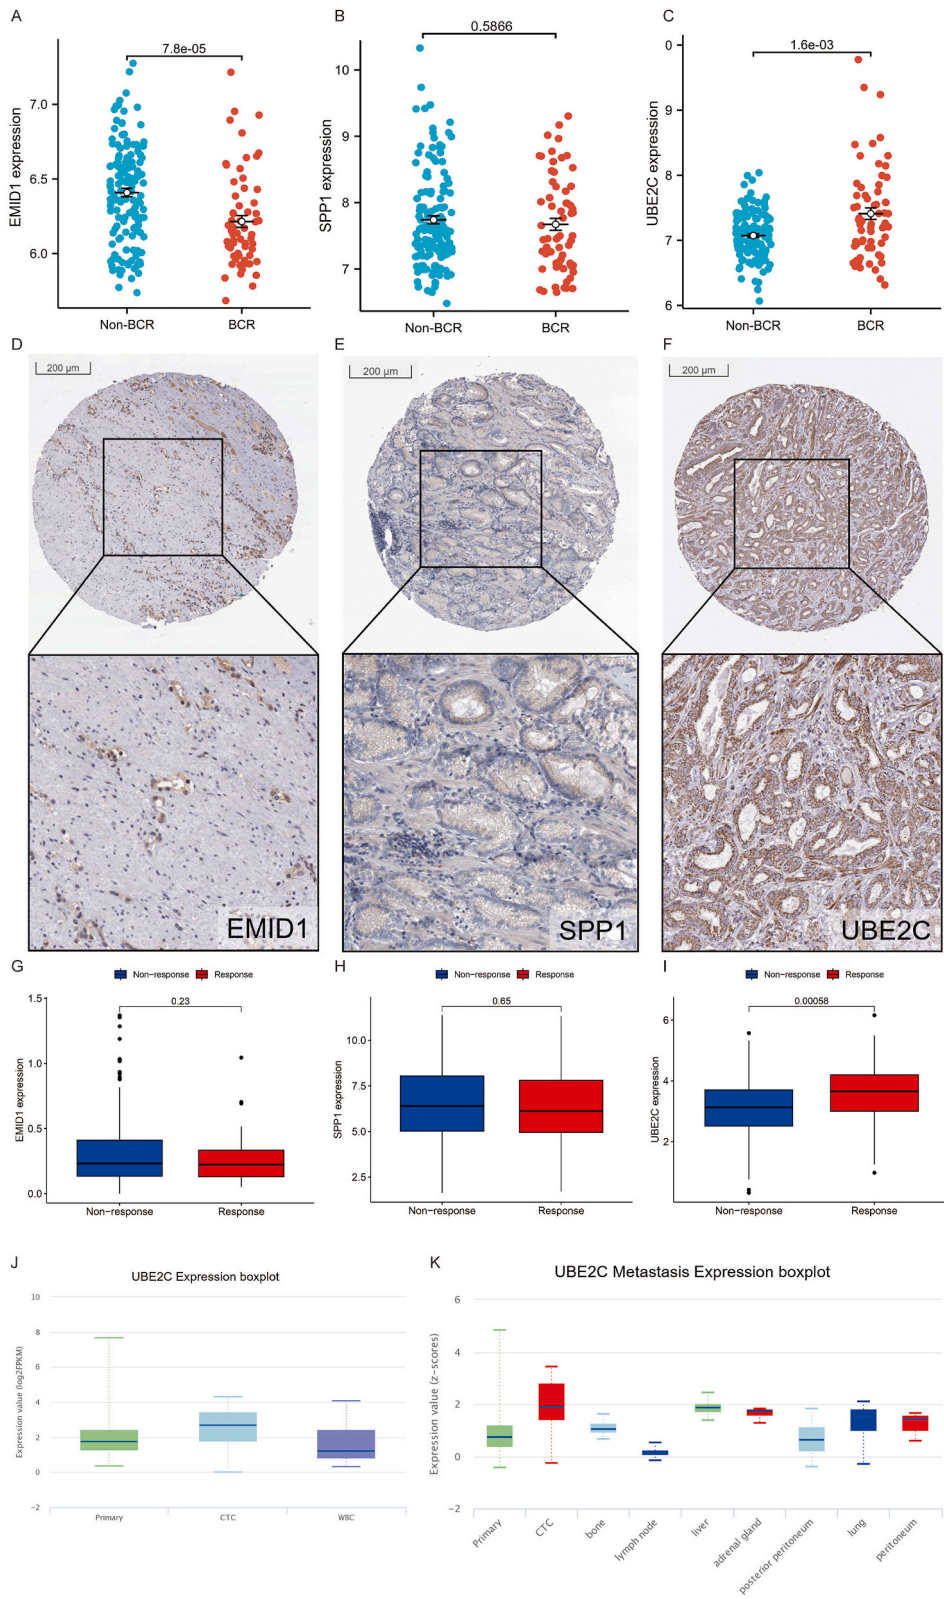 A
B
C
7.8e-05
0.5866
1.6e-03
EMID1 expression
7.0
6.5
6.0
Non-BCR
BCR
SPP1 expression
10
9
8
7
Non-BCR
BCR
UBE2C expression
0
9
8
7
6
Non-BCR
BCR
D
E
F
200 µm
200 µm
200 µm
EMID1
SPP1
UBE2C
G
Non-response Response
0.23
EMID1 expression
1.5
1.0
0.5
0.0
Non-response Response
H
Non-response Response
0.65
SPP1 expression
10.0
7.5
5.0
2.5
Non-response Response
I
Non-response Response
0.00058
UBE2C expression
6
4
2
Non-response Response
J
UBE2C Expression boxplot
Expression value (log2FPKM)
10
8
6
4
2
0
-2
Primary
CTC
WBC
K
UBE2C Metastasis Expression boxplot
Expression value (z-scores)
6
4
2
0
-2
Primary
CTC
bone
lymph node
liver
adrenal gland
posterior peritoneum
lung
peritoneum